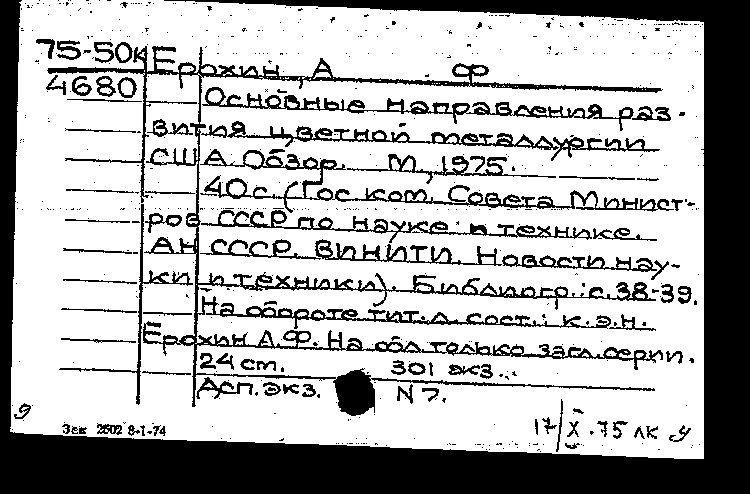 75-50к Ерохин, А Ф
4680
Основные направления раз-
вития цветной металлургии
США. Обзор. М., 1975.
40 с. (Гос ком. Совета Минист-
ров СССР по науке и технике.
АН СССР. ВИНИТИ. Новости нау-
ки и техники). Библиогр.: с. 38-39.
На обороте тит. л. сост.: к.э.н.
Ерохин А.Ф. На обл. только загл. серии.
24 ст. 301 экз.
Асп. экз. N 7.
17/X.75 лк
Зак 2502 8-I-74